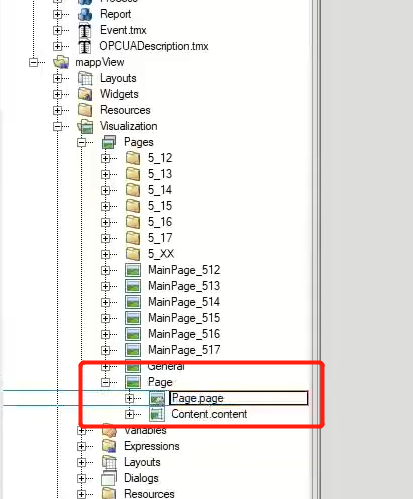 Process
Report
Event.tmx
OPCUADescription.tmx
mappView
Layouts
Widgets
Resources
Visualization
Pages
5_12
5_13
5_14
5_15
5_16
5_17
5_XX
MainPage_512
MainPage_513
MainPage_514
MainPage_515
MainPage_516
MainPage_517
General
Page
Page.page
Content.content
Variables
Expressions
Layouts
Dialogs
Resources